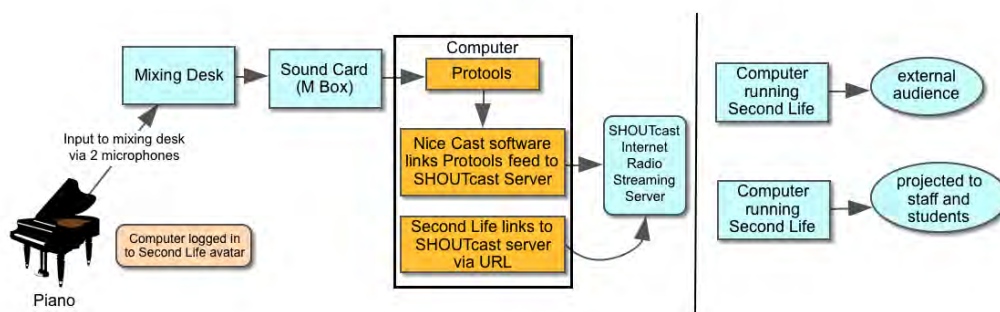 Mixing Desk
Sound Card
(M Box)
Computer
Protools
Input to mixing desk
via 2 microphones
Nice Cast software
links Protools feed to
SHOUTcast Server
SHOUTcast
Internet
Radio
Streaming
Server
Second Life links to
SHOUTcast server
via URL
Computer logged in
to Second Life avatar
Piano
Computer
running
Second Life
external
audience
Computer
running
Second Life
projected to
staff and
students